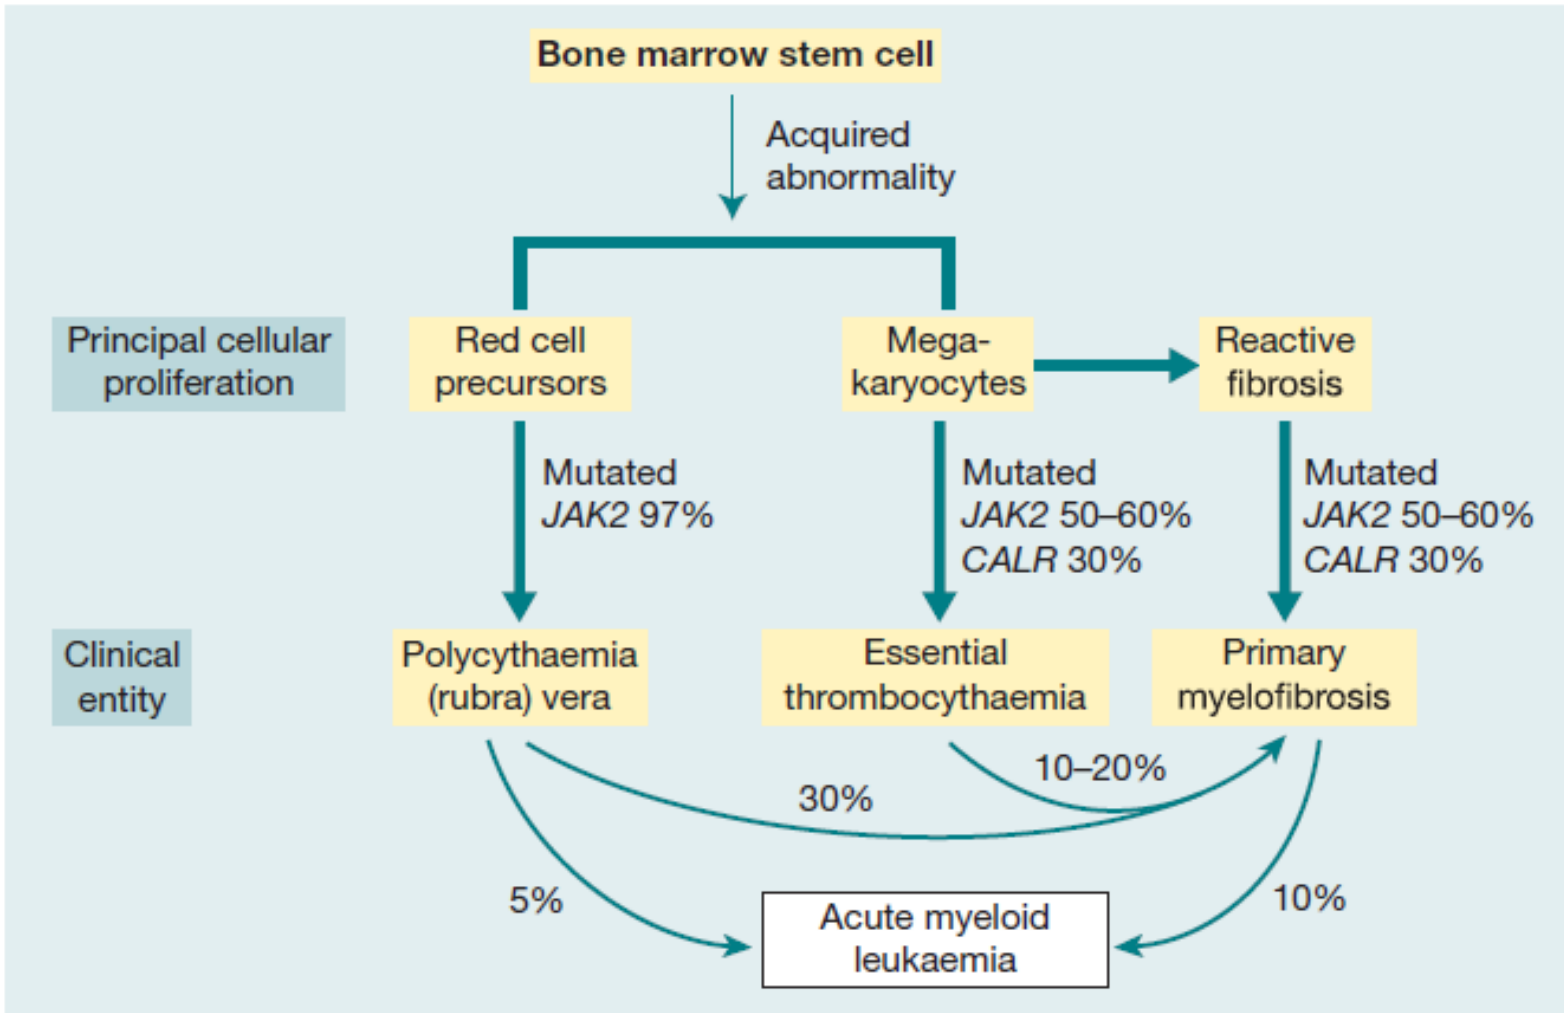 Bone marrow stem cell
Acquired
abnormality
Principal cellular
proliferation
Red cell
precursors
Mega-
karyocytes
Reactive
fibrosis
Mutated
JAK2 97%
Mutated
JAK2 50–60%
CALR 30%
Mutated
JAK2 50–60%
CALR 30%
Clinical
entity
Polycythaemia
(rubra) vera
Essential
thrombocythaemia
Primary
myelofibrosis
10–20%
30%
5%
10%
Acute myeloid
leukaemia